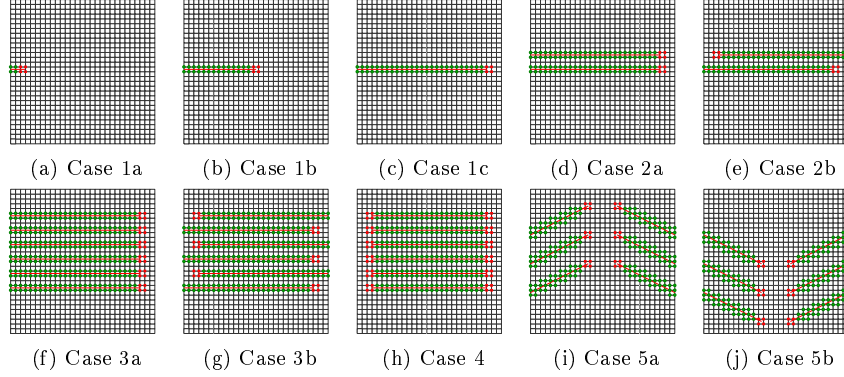 (a) Case 1a (b) Case 1b (c) Case 1c (d) Case 2a (e) Case 2b
(f) Case 3a (g) Case 3b (h) Case 4 (i) Case 5a (j) Case 5b